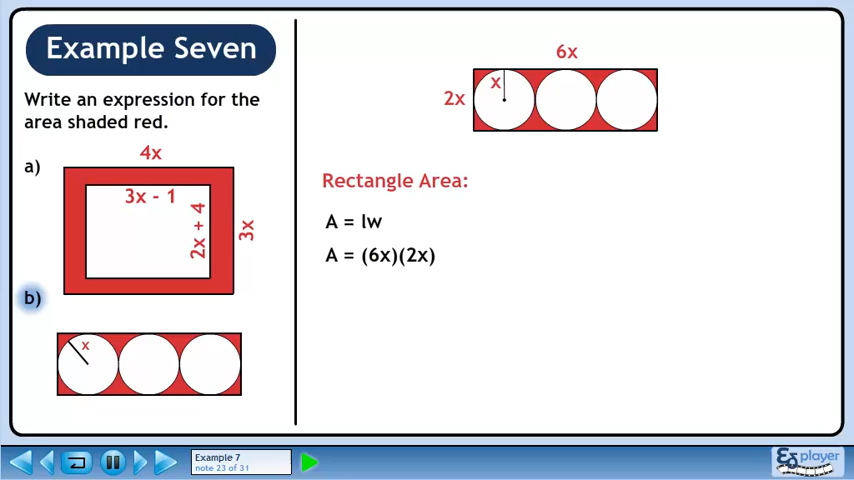 Example Seven
Write an expression for the
area shaded red.
a)
4x
3x - 1
2x + 4
3x
b)
x
6x
2x
x
Rectangle Area:
A = lw
A = (6x)(2x)
Example 7
note 23 of 31
player